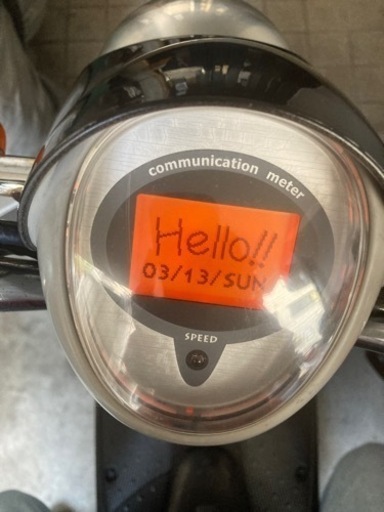 communication meter
Hello!!
03/13/SUN
SPEED